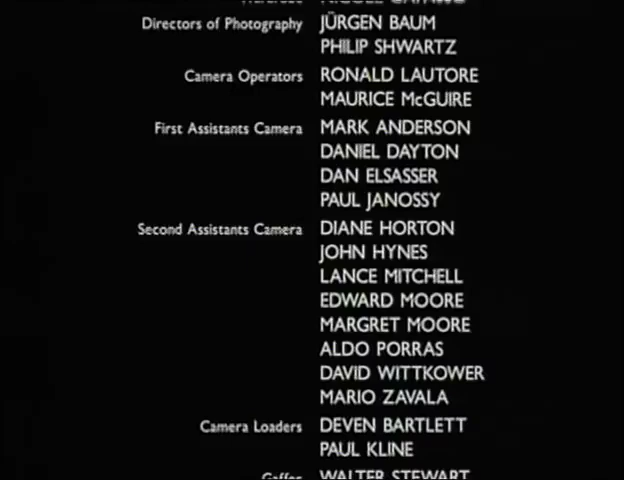 Directors of Photography JÜRGEN BAUM
PHILIP SHWARTZ
Camera Operators RONALD LAUTORE
MAURICE McGUIRE
First Assistants Camera MARK ANDERSON
DANIEL DAYTON
DAN ELSASSER
PAUL JANOSSY
Second Assistants Camera DIANE HORTON
JOHN HYNES
LANCE MITCHELL
EDWARD MOORE
MARGRET MOORE
ALDO PORRAS
DAVID WITTKOWER
MARIO ZAVALA
Camera Loaders DEVEN BARTLETT
PAUL KLINE
Gaffer WALTER STEWART